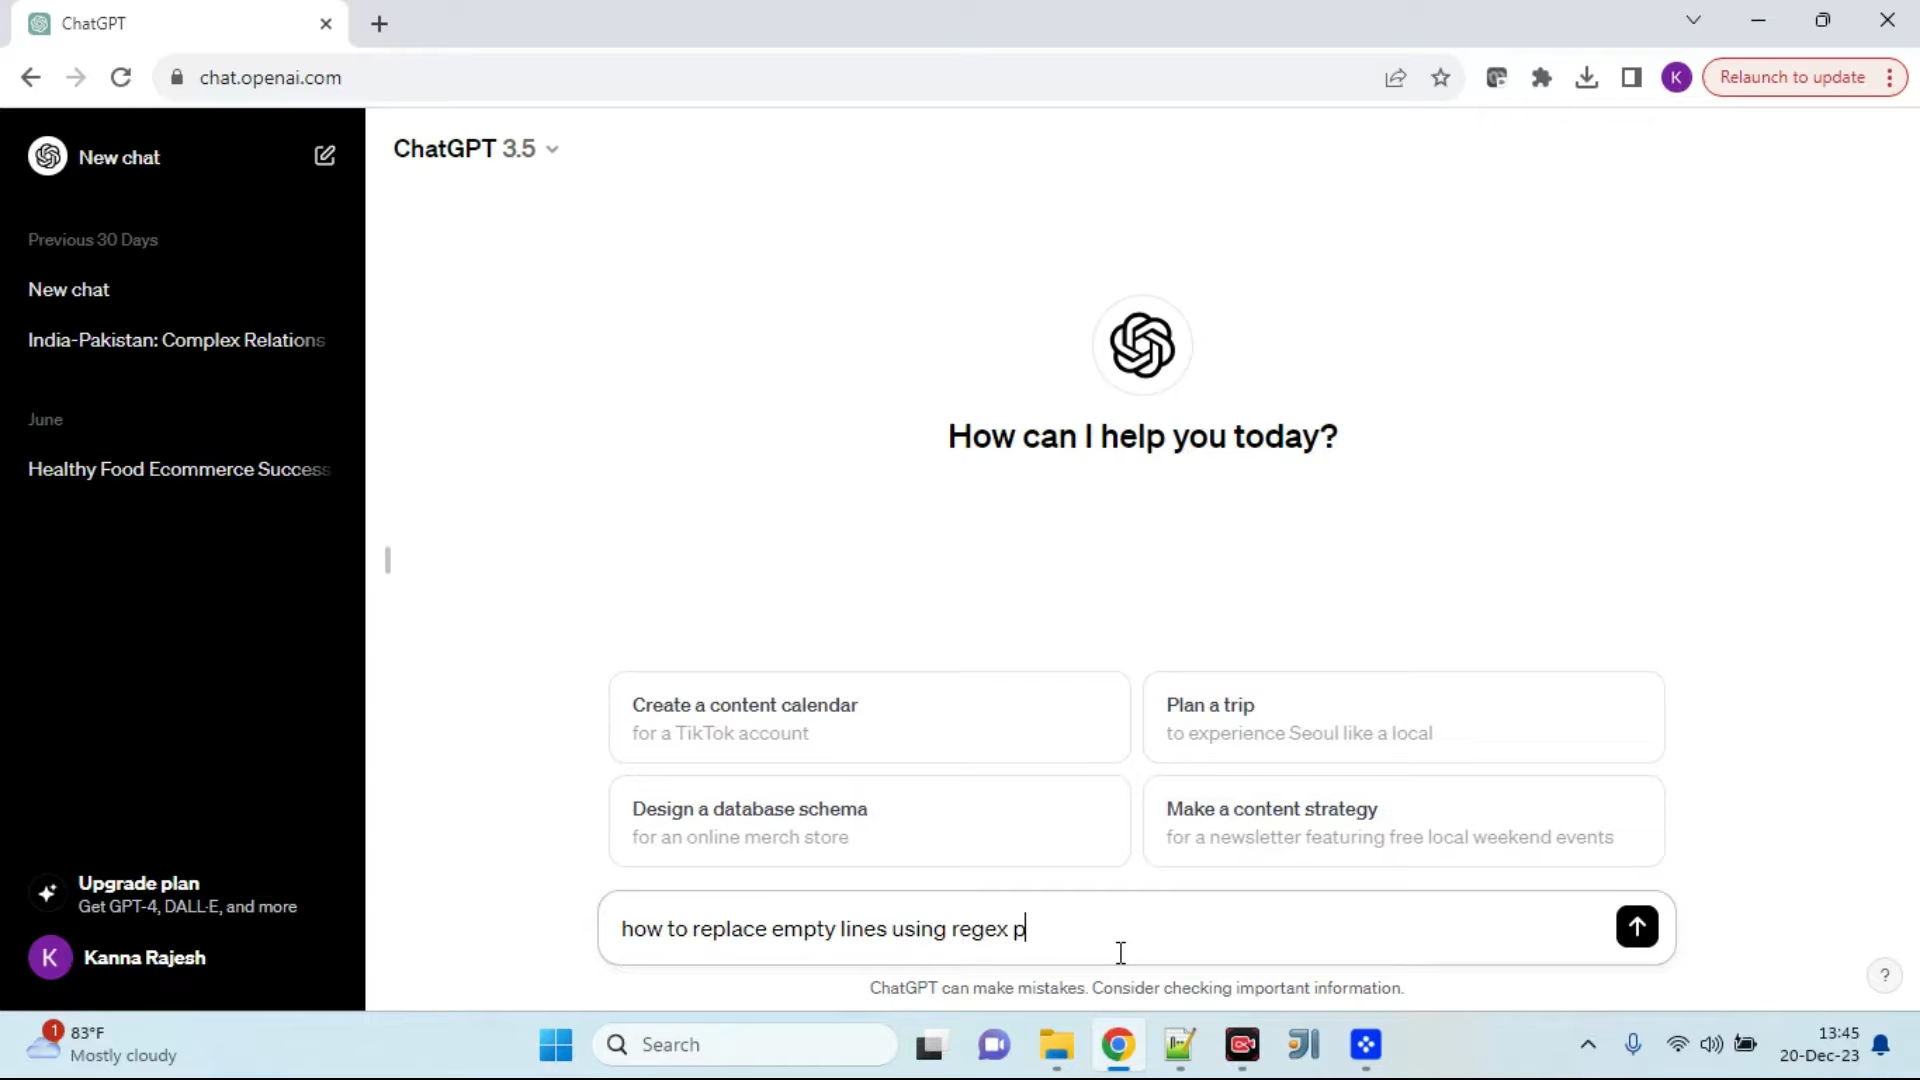 ChatGPT
chat.openai.com
K
Relaunch to update
New chat
ChatGPT 3.5
Previous 30 Days
New chat
India-Pakistan: Complex Relations
June
Healthy Food Ecommerce Success
How can I help you today?
Create a content calendar
for a TikTok account
Plan a trip
to experience Seoul like a local
Design a database schema
for an online merch store
Make a content strategy
for a newsletter featuring free local weekend events
Upgrade plan
Get GPT-4, DALL·E, and more
K
Kanna Rajesh
how to replace empty lines using regex p
ChatGPT can make mistakes. Consider checking important information.
?
1
83°F
Mostly cloudy
Search
13:45
20-Dec-23